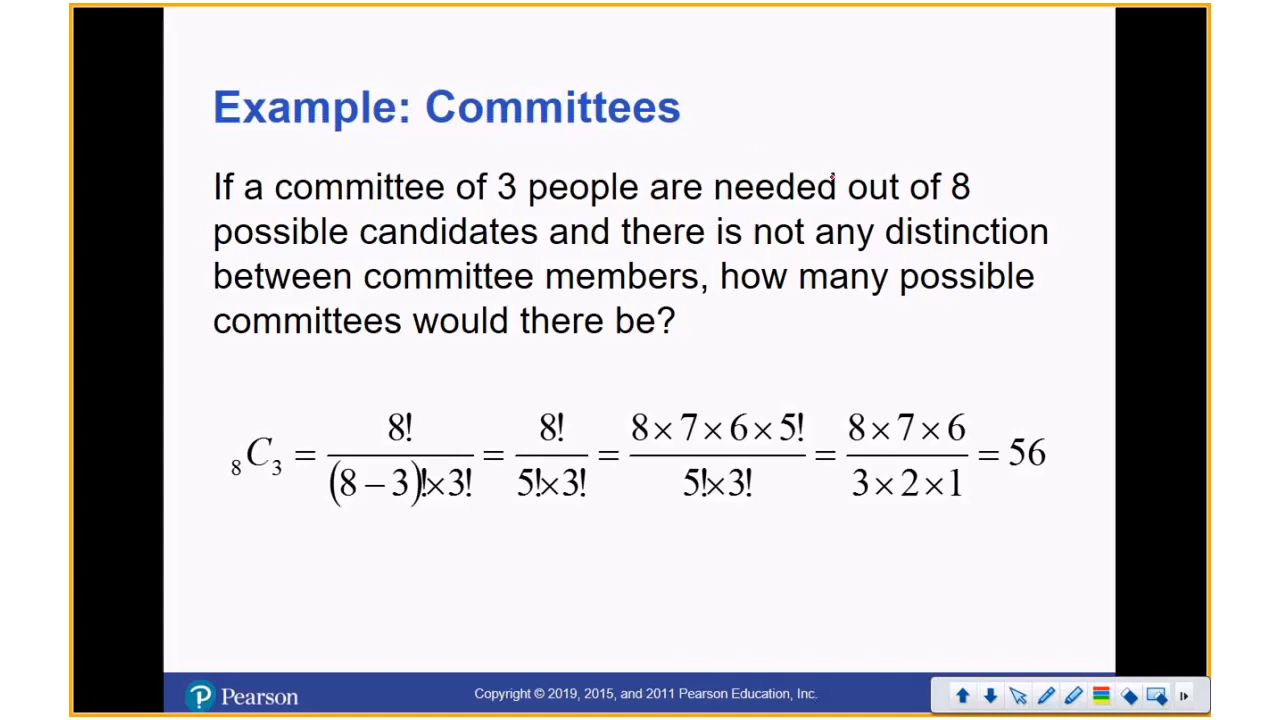 Example: Committees
If a committee of 3 people are needed out of 8
possible candidates and there is not any distinction
between committee members, how many possible
committees would there be?
₈C₃ = 8! / (8 − 3)!×3! = 8! / 5!×3! = 8 × 7 × 6 × 5! / 5!×3! = 8 × 7 × 6 / 3 × 2 × 1 = 56
Pearson
Copyright © 2019, 2015, and 2011 Pearson Education, Inc.